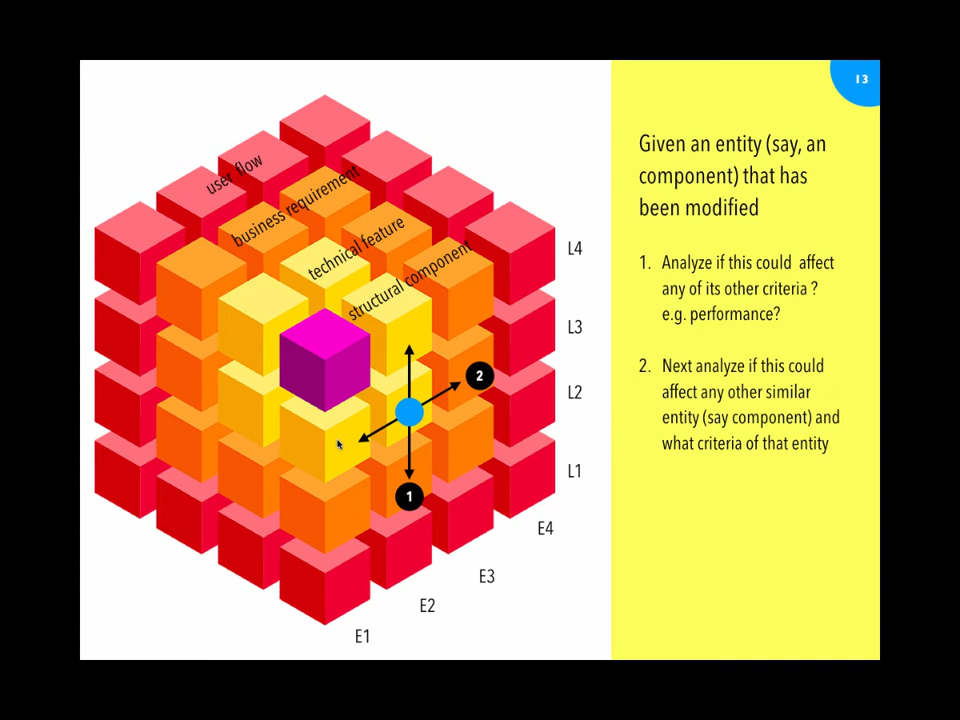 13
Given an entity (say, an
component) that has
been modified
1. Analyze if this could affect
any of its other criteria ?
e.g. performance?
2. Next analyze if this could
affect any other similar
entity (say component) and
what criteria of that entity
user flow
business requirement
technical feature
structural component
L4
L3
L2
L1
E4
E3
E2
E1
2
1